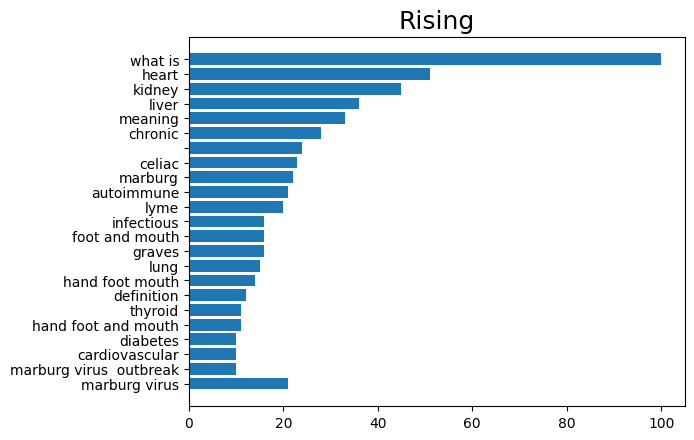 Rising
what is
heart
kidney
liver
meaning
chronic
celiac
marburg
autoimmune
lyme
infectious
foot and mouth
graves
lung
hand foot mouth
definition
thyroid
hand foot and mouth
diabetes
cardiovascular
marburg virus  outbreak
marburg virus
0 20 40 60 80 100